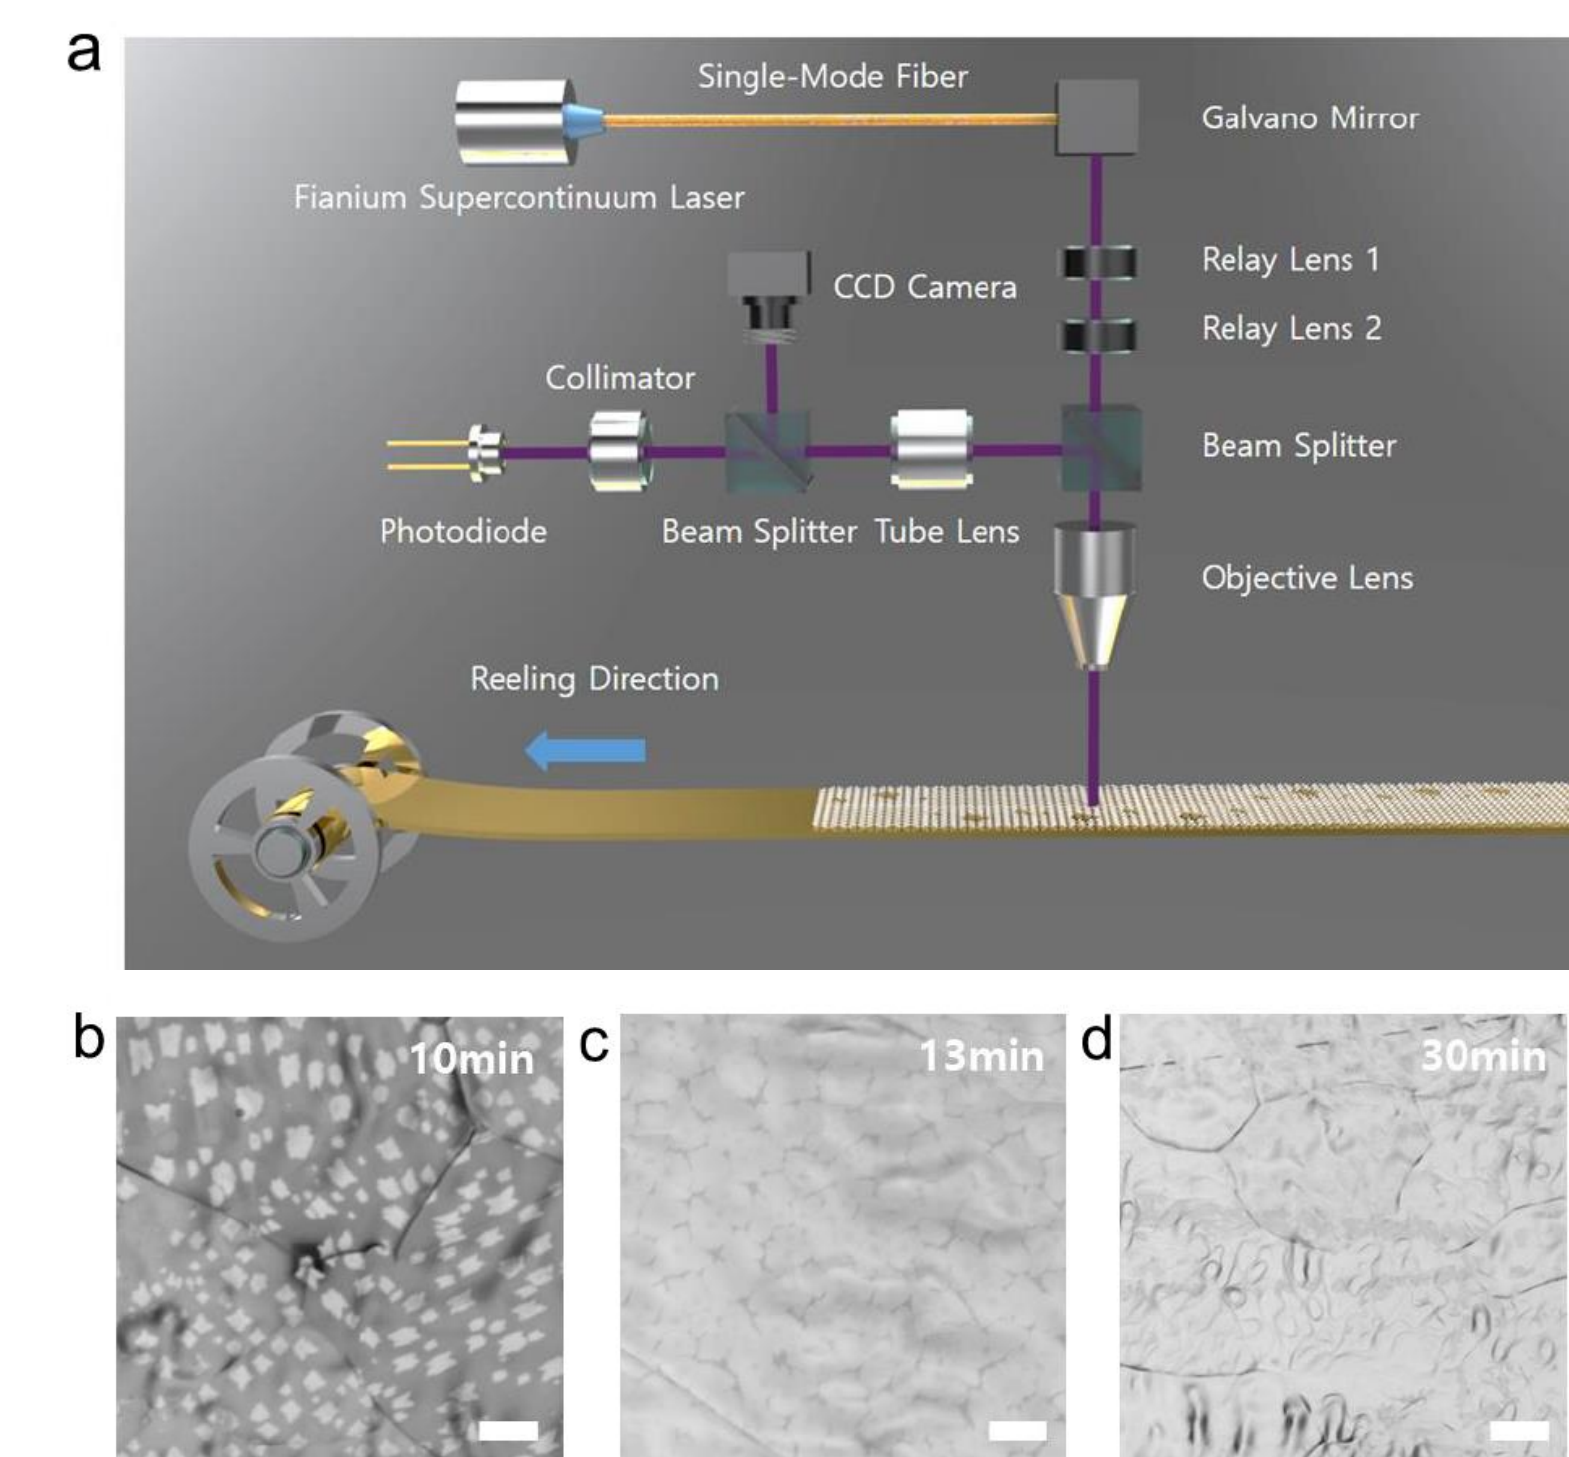 a
Single-Mode Fiber
Galvano Mirror
Fianium Supercontinuum Laser
Relay Lens 1
CCD Camera
Relay Lens 2
Collimator
Beam Splitter
Photodiode
Beam Splitter
Tube Lens
Objective Lens
Reeling Direction
b
10min
c
13min
d
30min